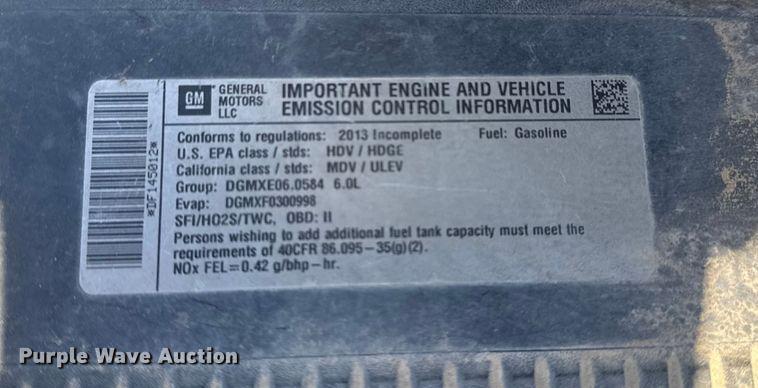 *DF145012*
GM
GENERAL
MOTORS
LLC
IMPORTANT ENGINE AND VEHICLE
EMISSION CONTROL INFORMATION
Conforms to regulations: 2013 Incomplete Fuel: Gasoline
U.S. EPA class / stds: HDV / HDGE
California class / stds: MDV / ULEV
Group: DGMXE06.0584 6.0L
Evap: DGMXF0300998
SFI/HO2S/TWC, OBD: II
Persons wishing to add additional fuel tank capacity must meet the
requirements of 40CFR 86.095-35(g)(2).
NOx FEL=0.42 g/bhp-hr.
Purple Wave Auction